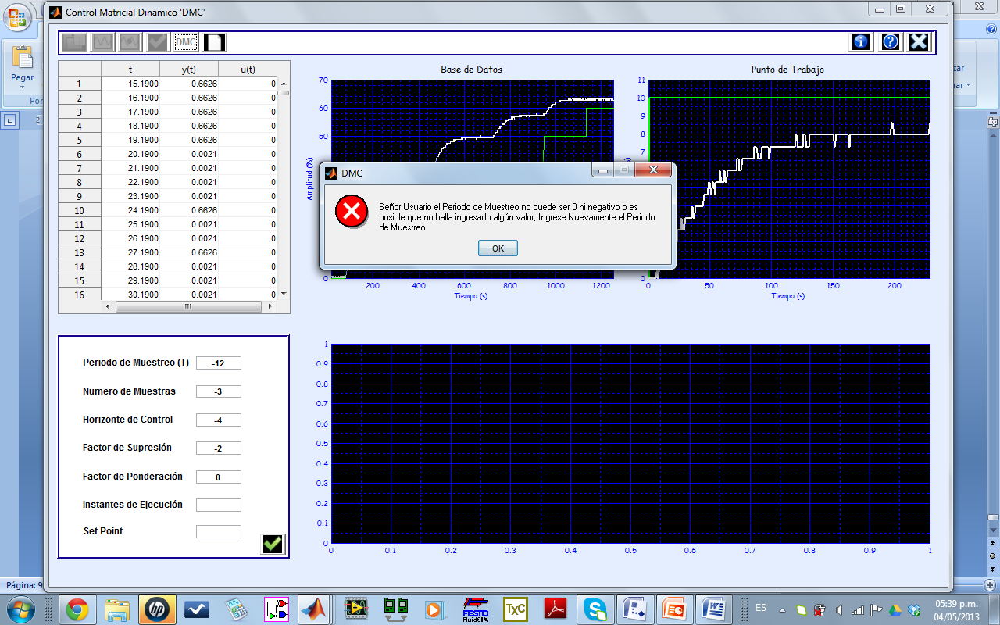 Control Matricial Dinamico 'DMC'
Pegar
Por
DMC
zar
nar
t y(t) u(t)
1 15.1900 0.6626 0
2 16.1900 0.6626 0
3 17.1900 0.6626 0
4 18.1900 0.6626 0
5 19.1900 0.6626 0
6 20.1900 0.0021 0
7 21.1900 0.0021 0
8 22.1900 0.0021 0
9 23.1900 0.0021 0
10 24.1900 0.6626 0
11 25.1900 0.0021 0
12 26.1900 0.0021 0
13 27.1900 0.6626 0
14 28.1900 0.0021 0
15 29.1900 0.0021 0
16 30.1900 0.0021 0
Base de Datos
70
60
50
0
Amplitud (%)
200 400 600 800 1000 1200
Tiempo (s)
Punto de Trabajo
11
10
9
8
7
0
0 50 100 150 200
Tiempo (s)
DMC
Señor Usuario el Periodo de Muestreo no puede ser 0 ni negativo o es
posible que no halla ingresado algún valor, Ingrese Nuevamente el Periodo
de Muestreo
OK
Periodo de Muestreo (T) -12
Numero de Muestras -3
Horizonte de Control -4
Factor de Supresión -2
Factor de Ponderación 0
Instantes de Ejecución
Set Point
1
0.9
0.8
0.7
0.6
0.5
0.4
0.3
0.2
0.1
0
0 0.1 0.2 0.3 0.4 0.5 0.6 0.7 0.8 0.9 1
Página: 9
hp
FESTO
FluidSIM
TxC
ES
05:39 p.m.
04/05/2013